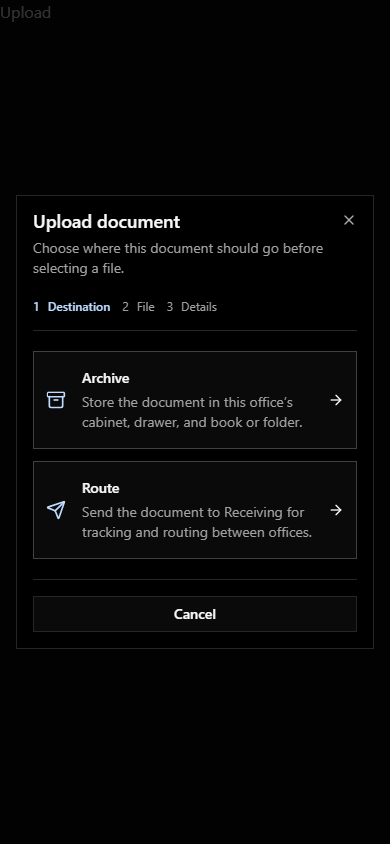 Upload
Upload document
Choose where this document should go before
selecting a file.
1 Destination 2 File 3 Details
Archive
Store the document in this office's
cabinet, drawer, and book or folder.
Route
Send the document to Receiving for
tracking and routing between offices.
Cancel